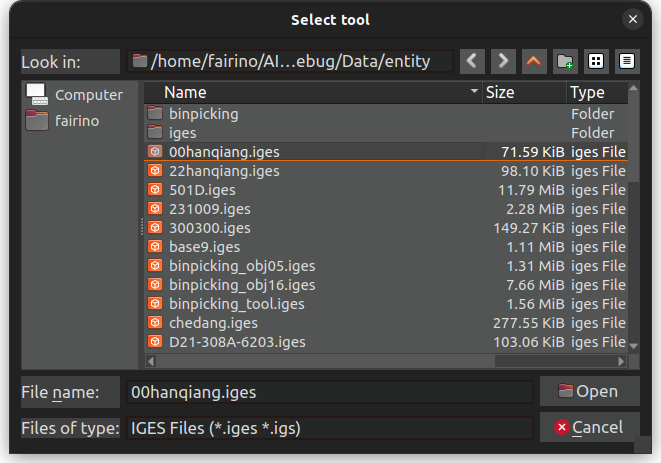 Select tool
Look in: /home/fairino/AI...ebug/Data/entity
Computer
fairino
Name Size Type
binpicking Folder
iges Folder
00hanqiang.iges 71.59 KiB iges File
22hanqiang.iges 98.10 KiB iges File
501D.iges 11.79 MiB iges File
231009.iges 2.28 MiB iges File
300300.iges 149.27 KiB iges File
base9.iges 1.11 MiB iges File
binpicking_obj05.iges 1.31 MiB iges File
binpicking_obj16.iges 7.66 MiB iges File
binpicking_tool.iges 1.56 MiB iges File
chedang.iges 277.55 KiB iges File
D21-308A-6203.iges 103.06 KiB iges File
File name: 00hanqiang.iges Open
Files of type: IGES Files (*.iges *.igs) Cancel